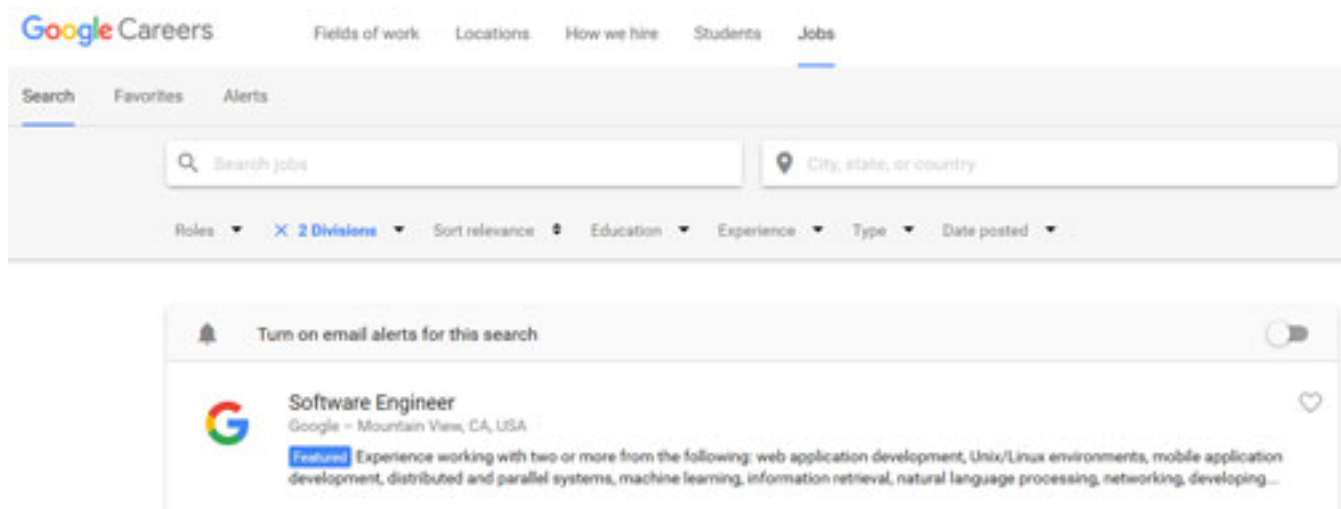 Google Careers Fields of work Locations How we hire Students Jobs
Search Favorites Alerts
Search jobs City, state, or country
Roles 2 Divisions Sort relevance Education Experience Type Date posted
Turn on email alerts for this search
Software Engineer
Google – Mountain View, CA, USA
Featured Experience working with two or more from the following: web application development, Unix/Linux environments, mobile application
development, distributed and parallel systems, machine learning, information retrieval, natural language processing, networking, developing...